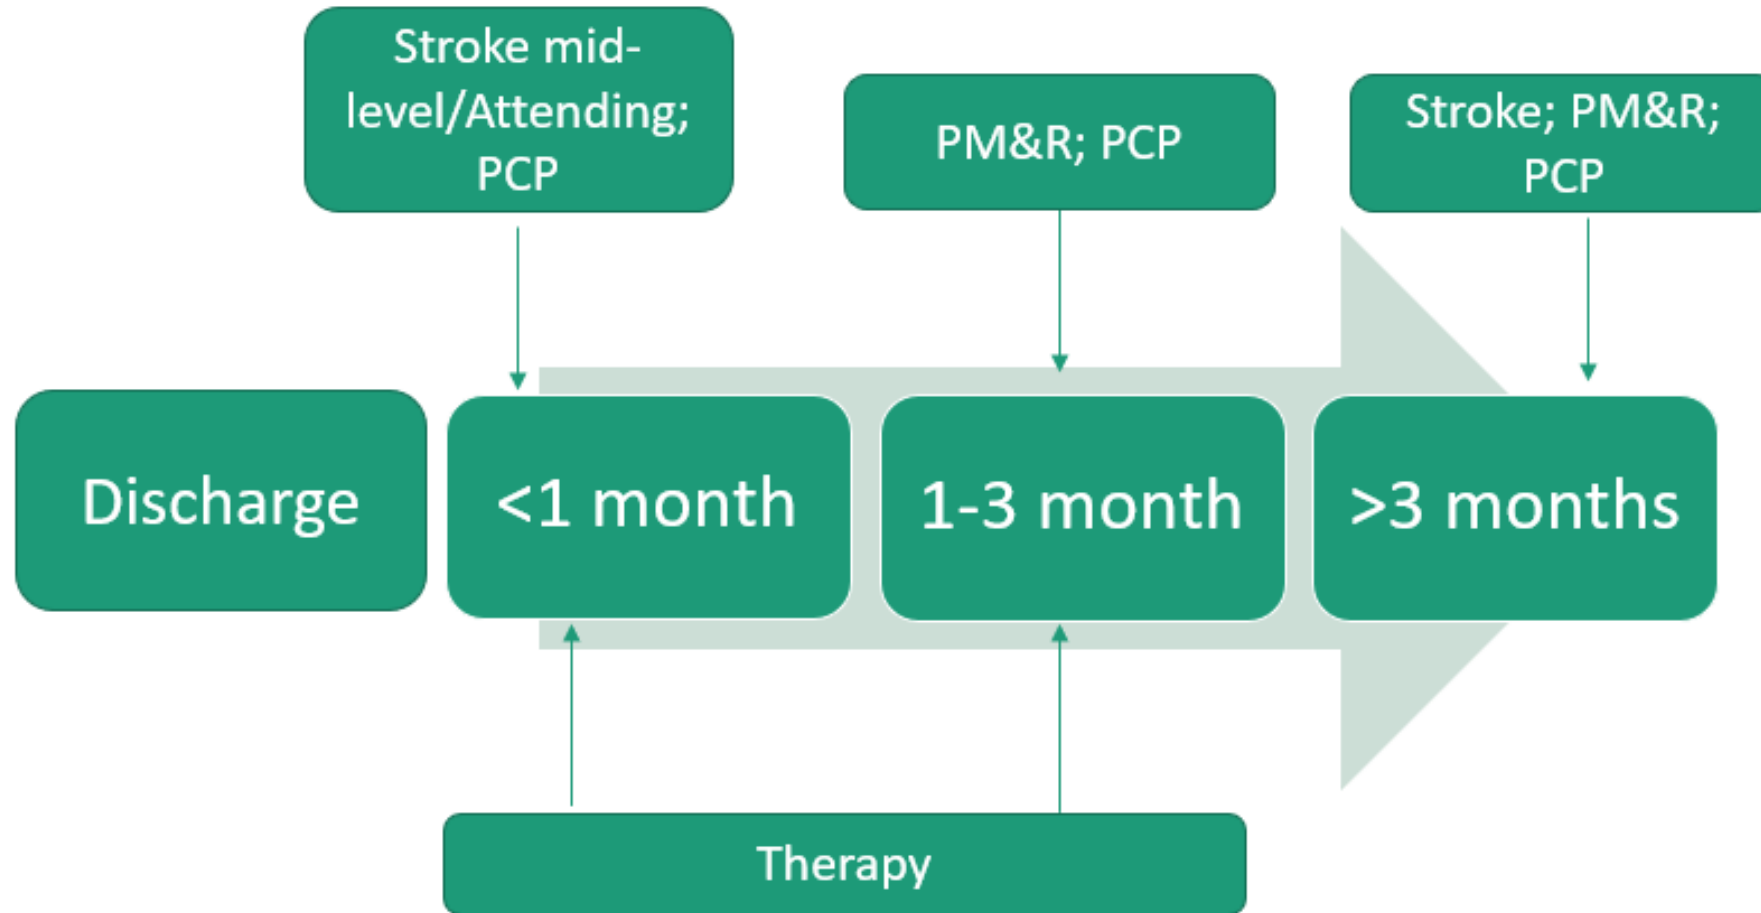 Stroke mid-
level/Attending;
PCP
PM&R; PCP
Stroke; PM&R;
PCP
Discharge
<1 month
1-3 month
>3 months
Therapy